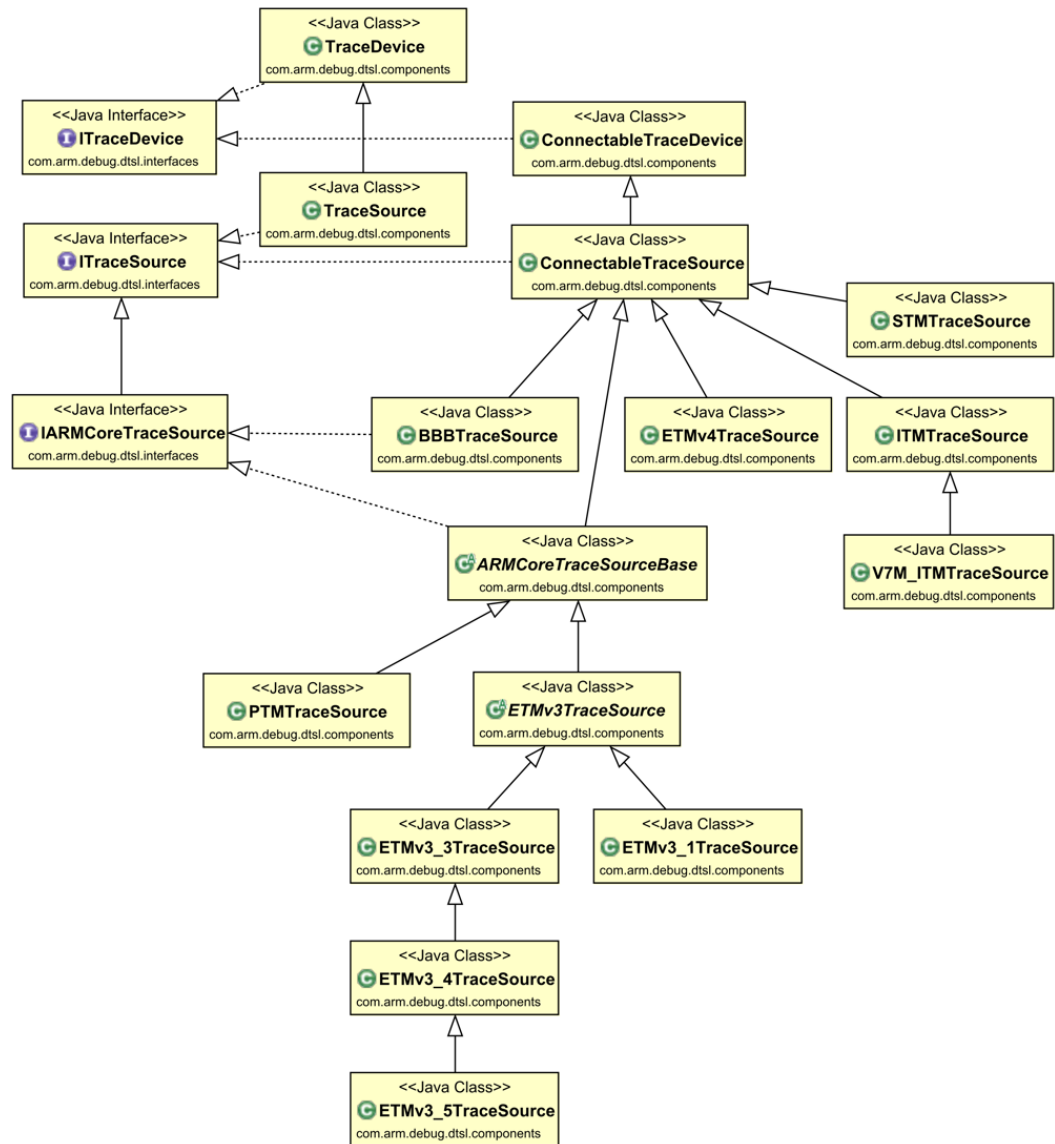 <<Java Class>>
TraceDevice
com.arm.debug.dtsl.components
<<Java Interface>>
ITraceDevice
com.arm.debug.dtsl.interfaces
<<Java Class>>
ConnectableTraceDevice
com.arm.debug.dtsl.components
<<Java Class>>
TraceSource
com.arm.debug.dtsl.components
<<Java Interface>>
ITraceSource
com.arm.debug.dtsl.interfaces
<<Java Class>>
ConnectableTraceSource
com.arm.debug.dtsl.components
<<Java Class>>
STMTraceSource
com.arm.debug.dtsl.components
<<Java Interface>>
IARMCoreTraceSource
com.arm.debug.dtsl.interfaces
<<Java Class>>
BBBTraceSource
com.arm.debug.dtsl.components
<<Java Class>>
ETMv4TraceSource
com.arm.debug.dtsl.components
<<Java Class>>
ITMTraceSource
com.arm.debug.dtsl.components
<<Java Class>>
ARMCoreTraceSourceBase
com.arm.debug.dtsl.components
<<Java Class>>
V7M_ITMTraceSource
com.arm.debug.dtsl.components
<<Java Class>>
PTMTraceSource
com.arm.debug.dtsl.components
<<Java Class>>
ETMv3TraceSource
com.arm.debug.dtsl.components
<<Java Class>>
ETMv3_3TraceSource
com.arm.debug.dtsl.components
<<Java Class>>
ETMv3_1TraceSource
com.arm.debug.dtsl.components
<<Java Class>>
ETMv3_4TraceSource
com.arm.debug.dtsl.components
<<Java Class>>
ETMv3_5TraceSource
com.arm.debug.dtsl.components